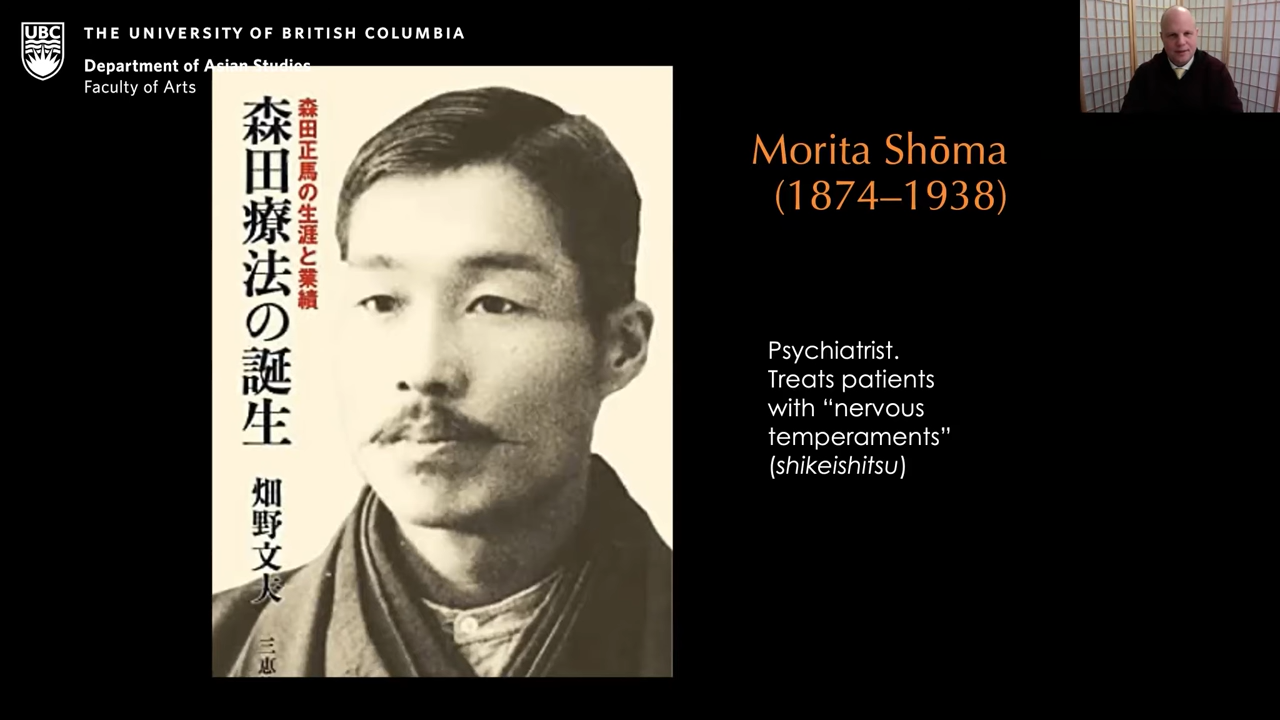 UBC
THE UNIVERSITY OF BRITISH COLUMBIA
Department of Asian Studies
Faculty of Arts
森田正馬の生涯と業績
森田療法の誕生
畑野文夫
三恵
Morita Shōma
(1874–1938)
Psychiatrist.
Treats patients
with “nervous
temperaments”
(shikeishitsu)